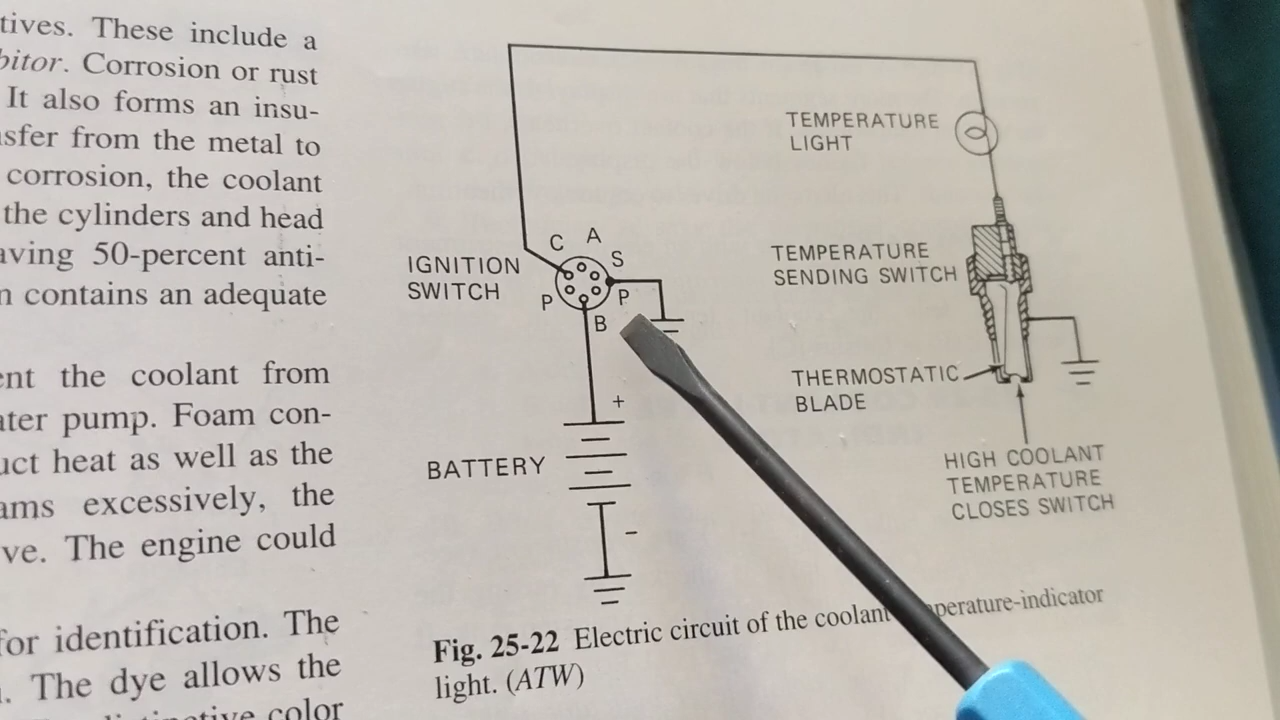 tives. These include a
bitor. Corrosion or rust
It also forms an insu-
sfer from the metal to
corrosion, the coolant
the cylinders and head
aving 50-percent anti-
n contains an adequate
ent the coolant from
ater pump. Foam con-
uct heat as well as the
ams excessively, the
ve. The engine could
for identification. The
. The dye allows the
distinctive color
TEMPERATURE
LIGHT
C A
S
IGNITION
SWITCH
P
P
B
TEMPERATURE
SENDING SWITCH
THERMOSTATIC
BLADE
+
BATTERY
-
HIGH COOLANT
TEMPERATURE
CLOSES SWITCH
Fig. 25-22 Electric circuit of the coolant perature-indicator
light. (ATW)